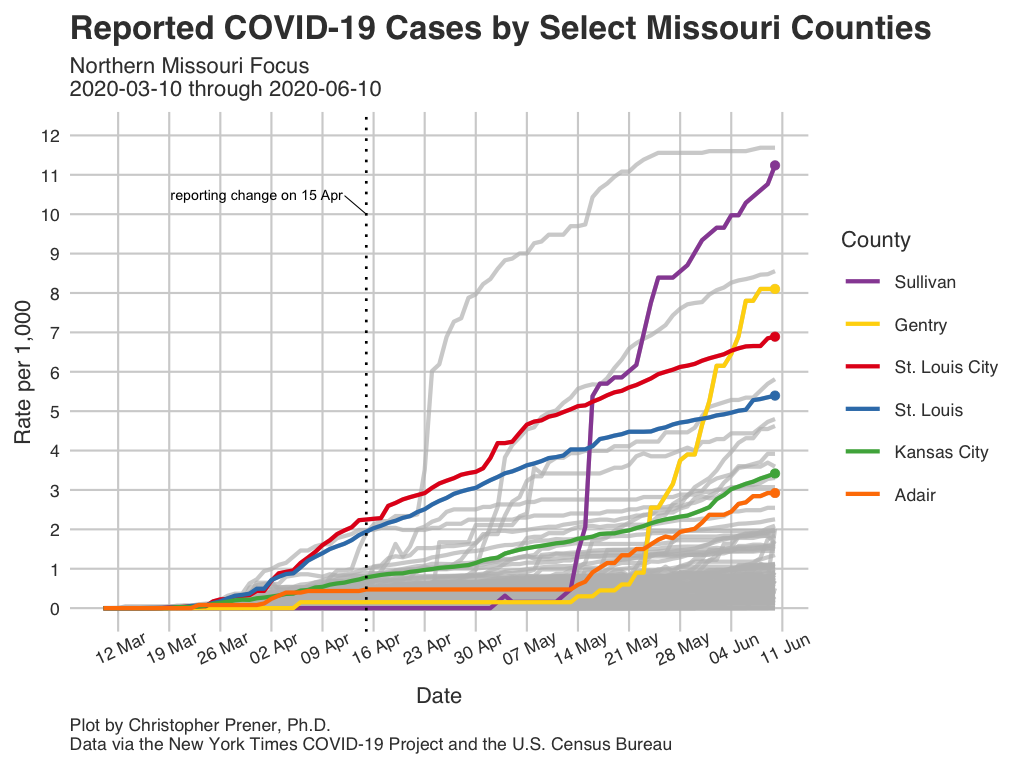 Reported COVID-19 Cases by Select Missouri Counties
Northern Missouri Focus
2020-03-10 through 2020-06-10
12
11
10
9
8
7
6
5
4
3
2
1
0
Rate per 1,000
reporting change on 15 Apr
12 Mar
19 Mar
26 Mar
02 Apr
09 Apr
16 Apr
23 Apr
30 Apr
07 May
14 May
21 May
28 May
04 Jun
11 Jun
Date
County
Sullivan
Gentry
St. Louis City
St. Louis
Kansas City
Adair
Plot by Christopher Prener, Ph.D.
Data via the New York Times COVID-19 Project and the U.S. Census Bureau